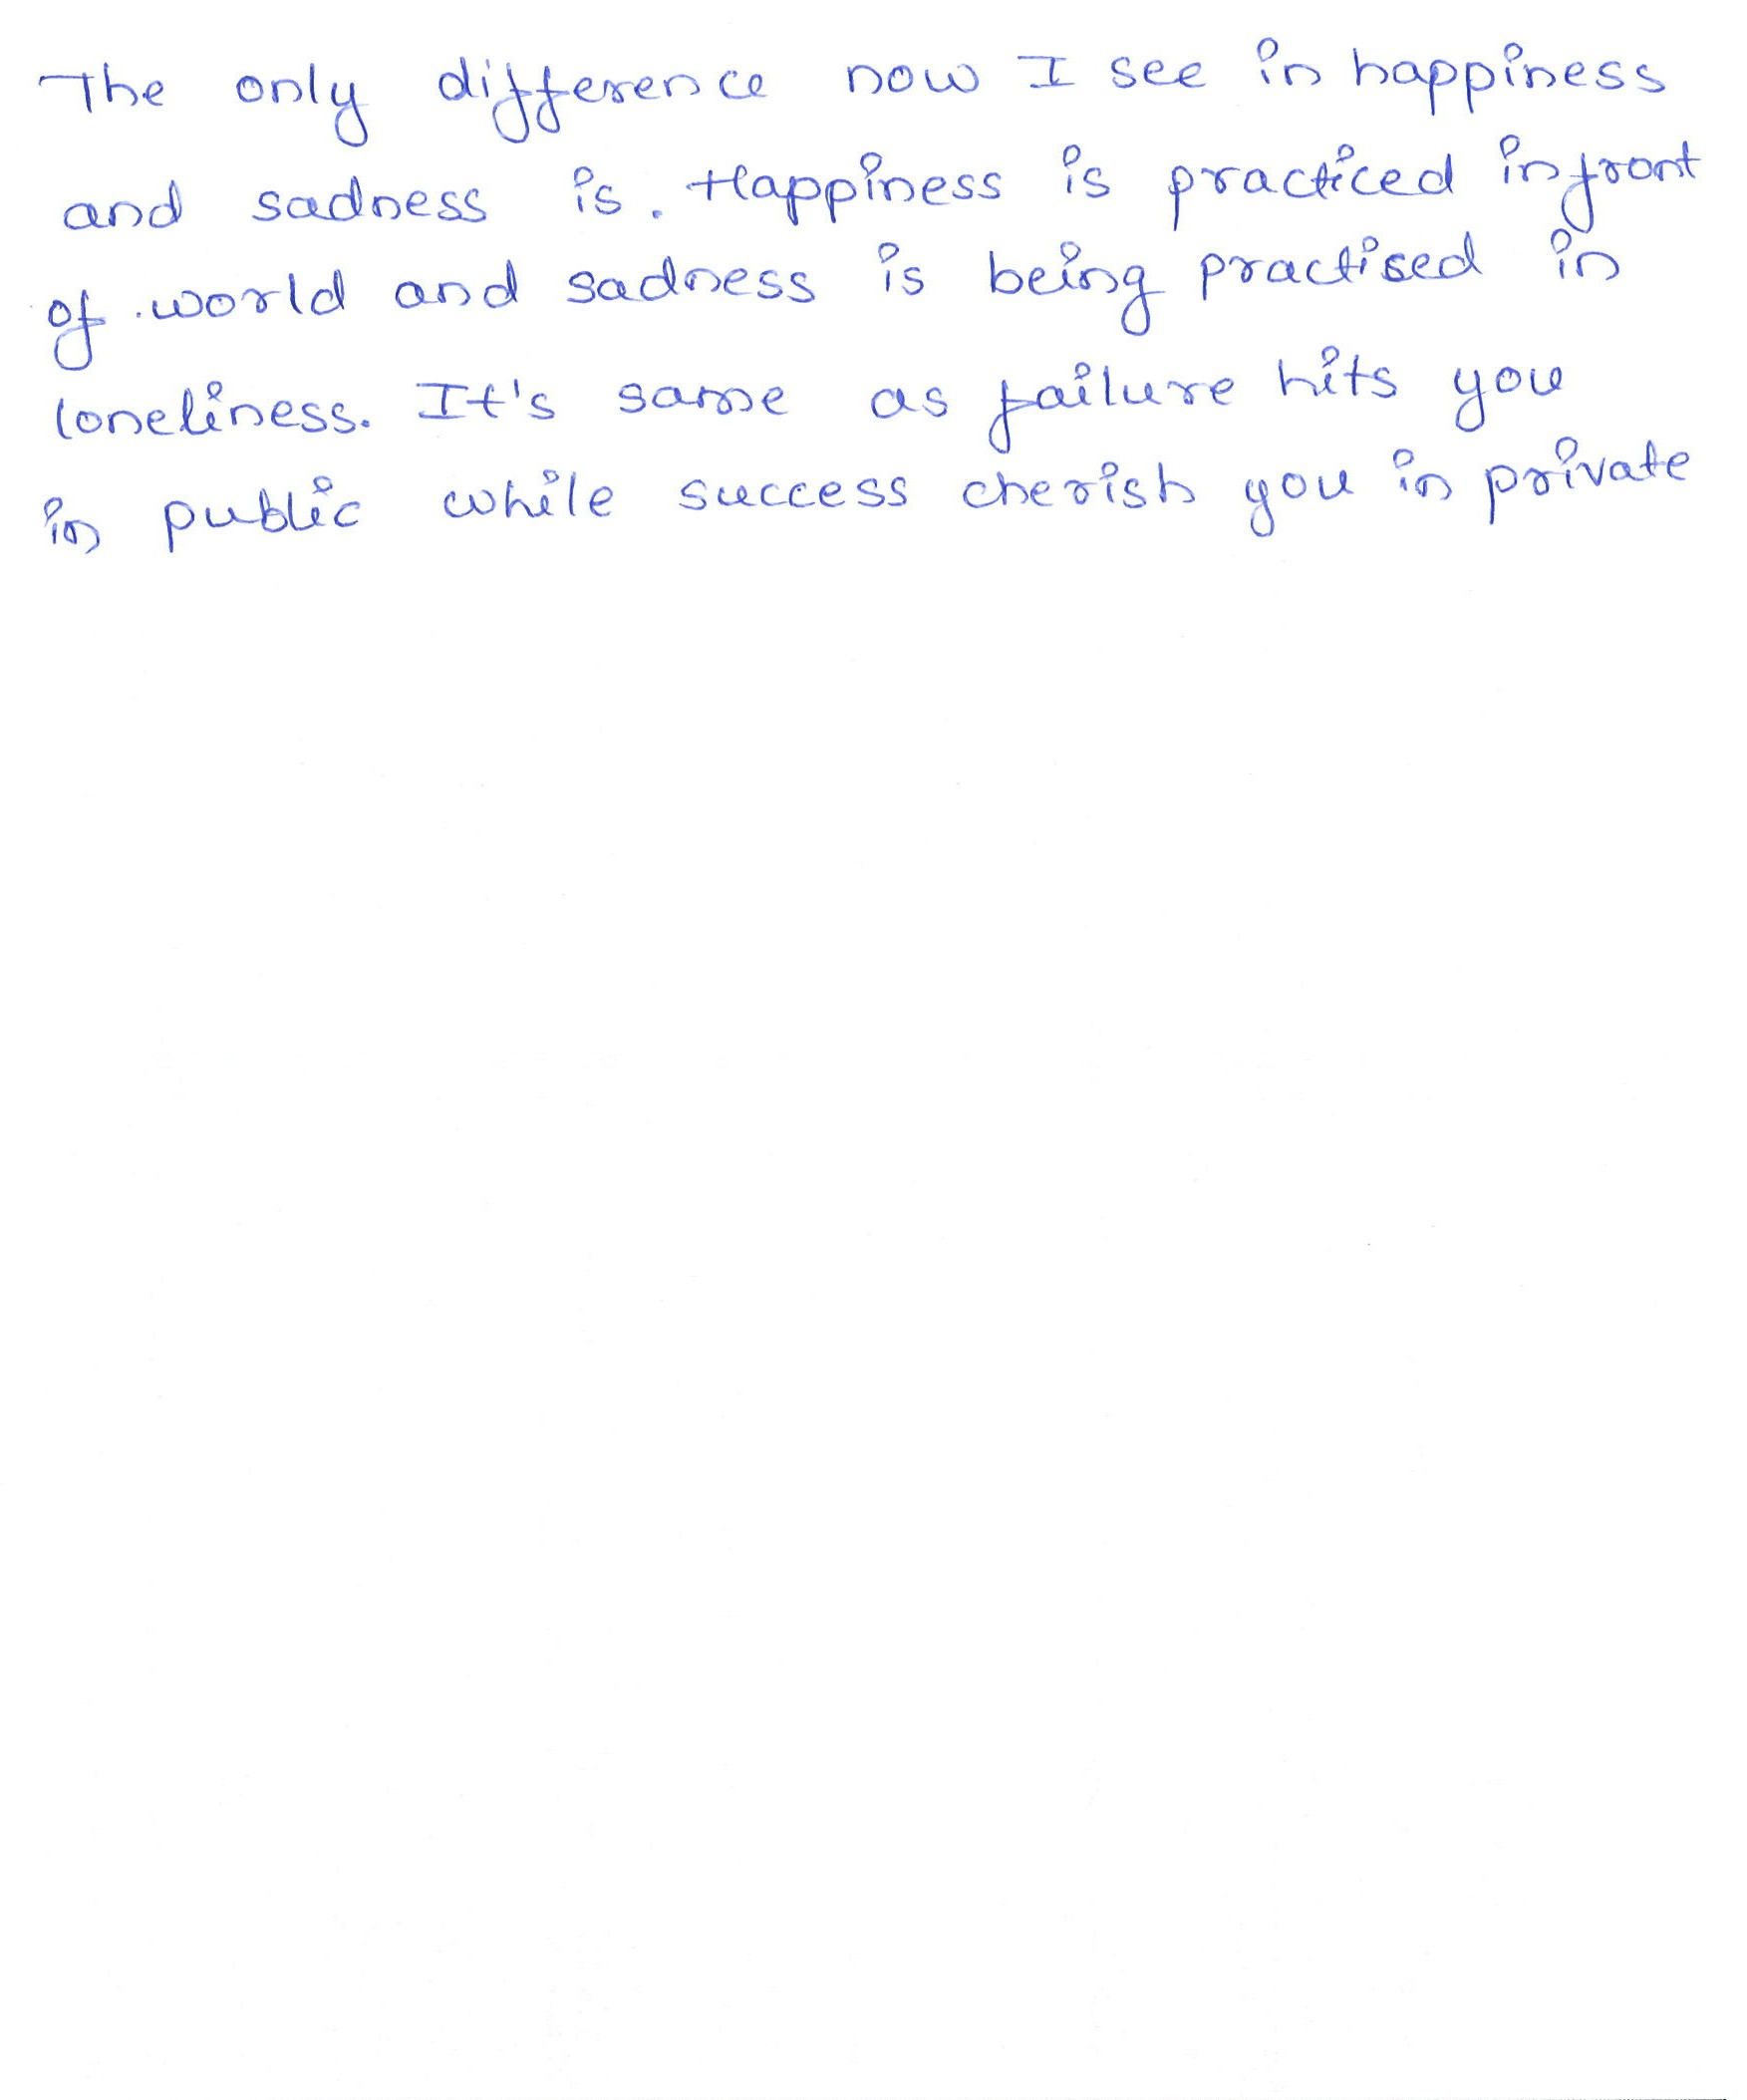 The only difference now I see in happiness
and sadness is. Happiness is practiced infront
of world and sadness is being practised in
loneliness. It's same as failure hits you
in public while success cherish you in private